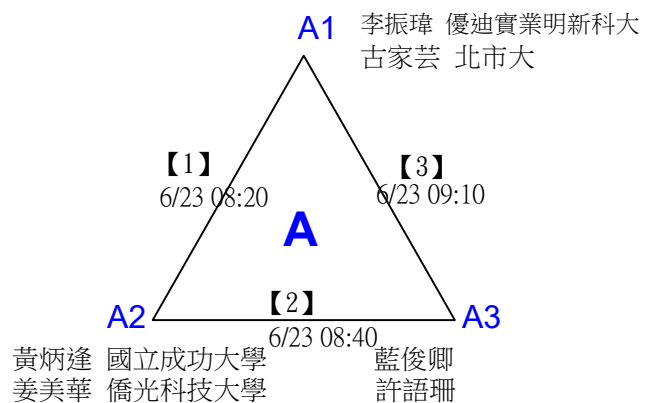 A1 李振瑋 優迪實業明新科大
古家芸 北市大
【1】
6/23 08:20
【3】
6/23 09:10
A
【2】
A2
A3
6/23 08:40
黃炳逢 國立成功大學
姜美華 僑光科技大學
藍俊卿
許語珊